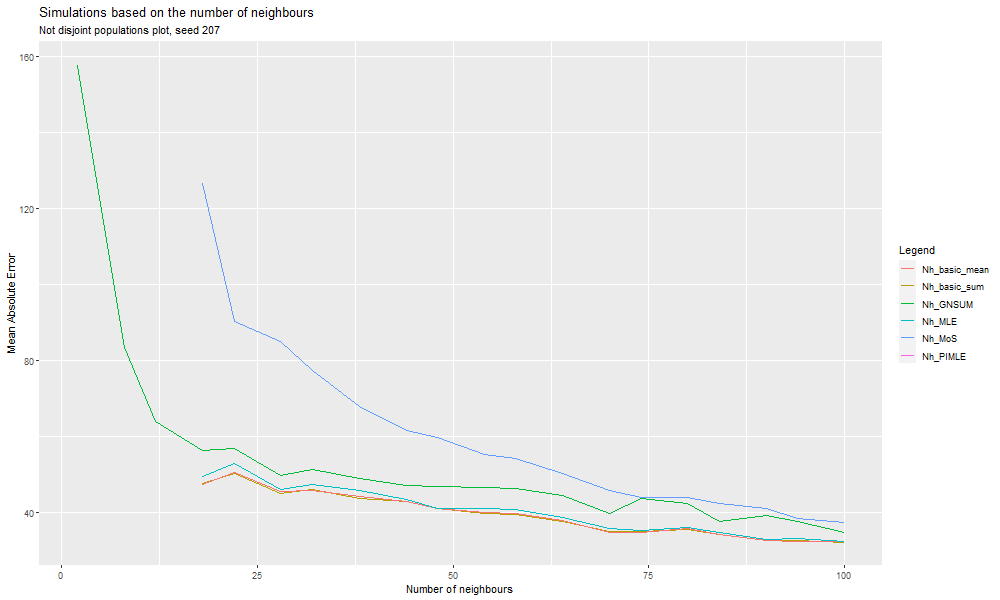 Simulations based on the number of neighbours
Not disjoint populations plot, seed 207
160
120
80
40
Mean Absolute Error
0
25
50
75
100
Number of neighbours
Legend
Nh_basic_mean
Nh_basic_sum
Nh_GNSUM
Nh_MLE
Nh_MoS
Nh_PIMLE